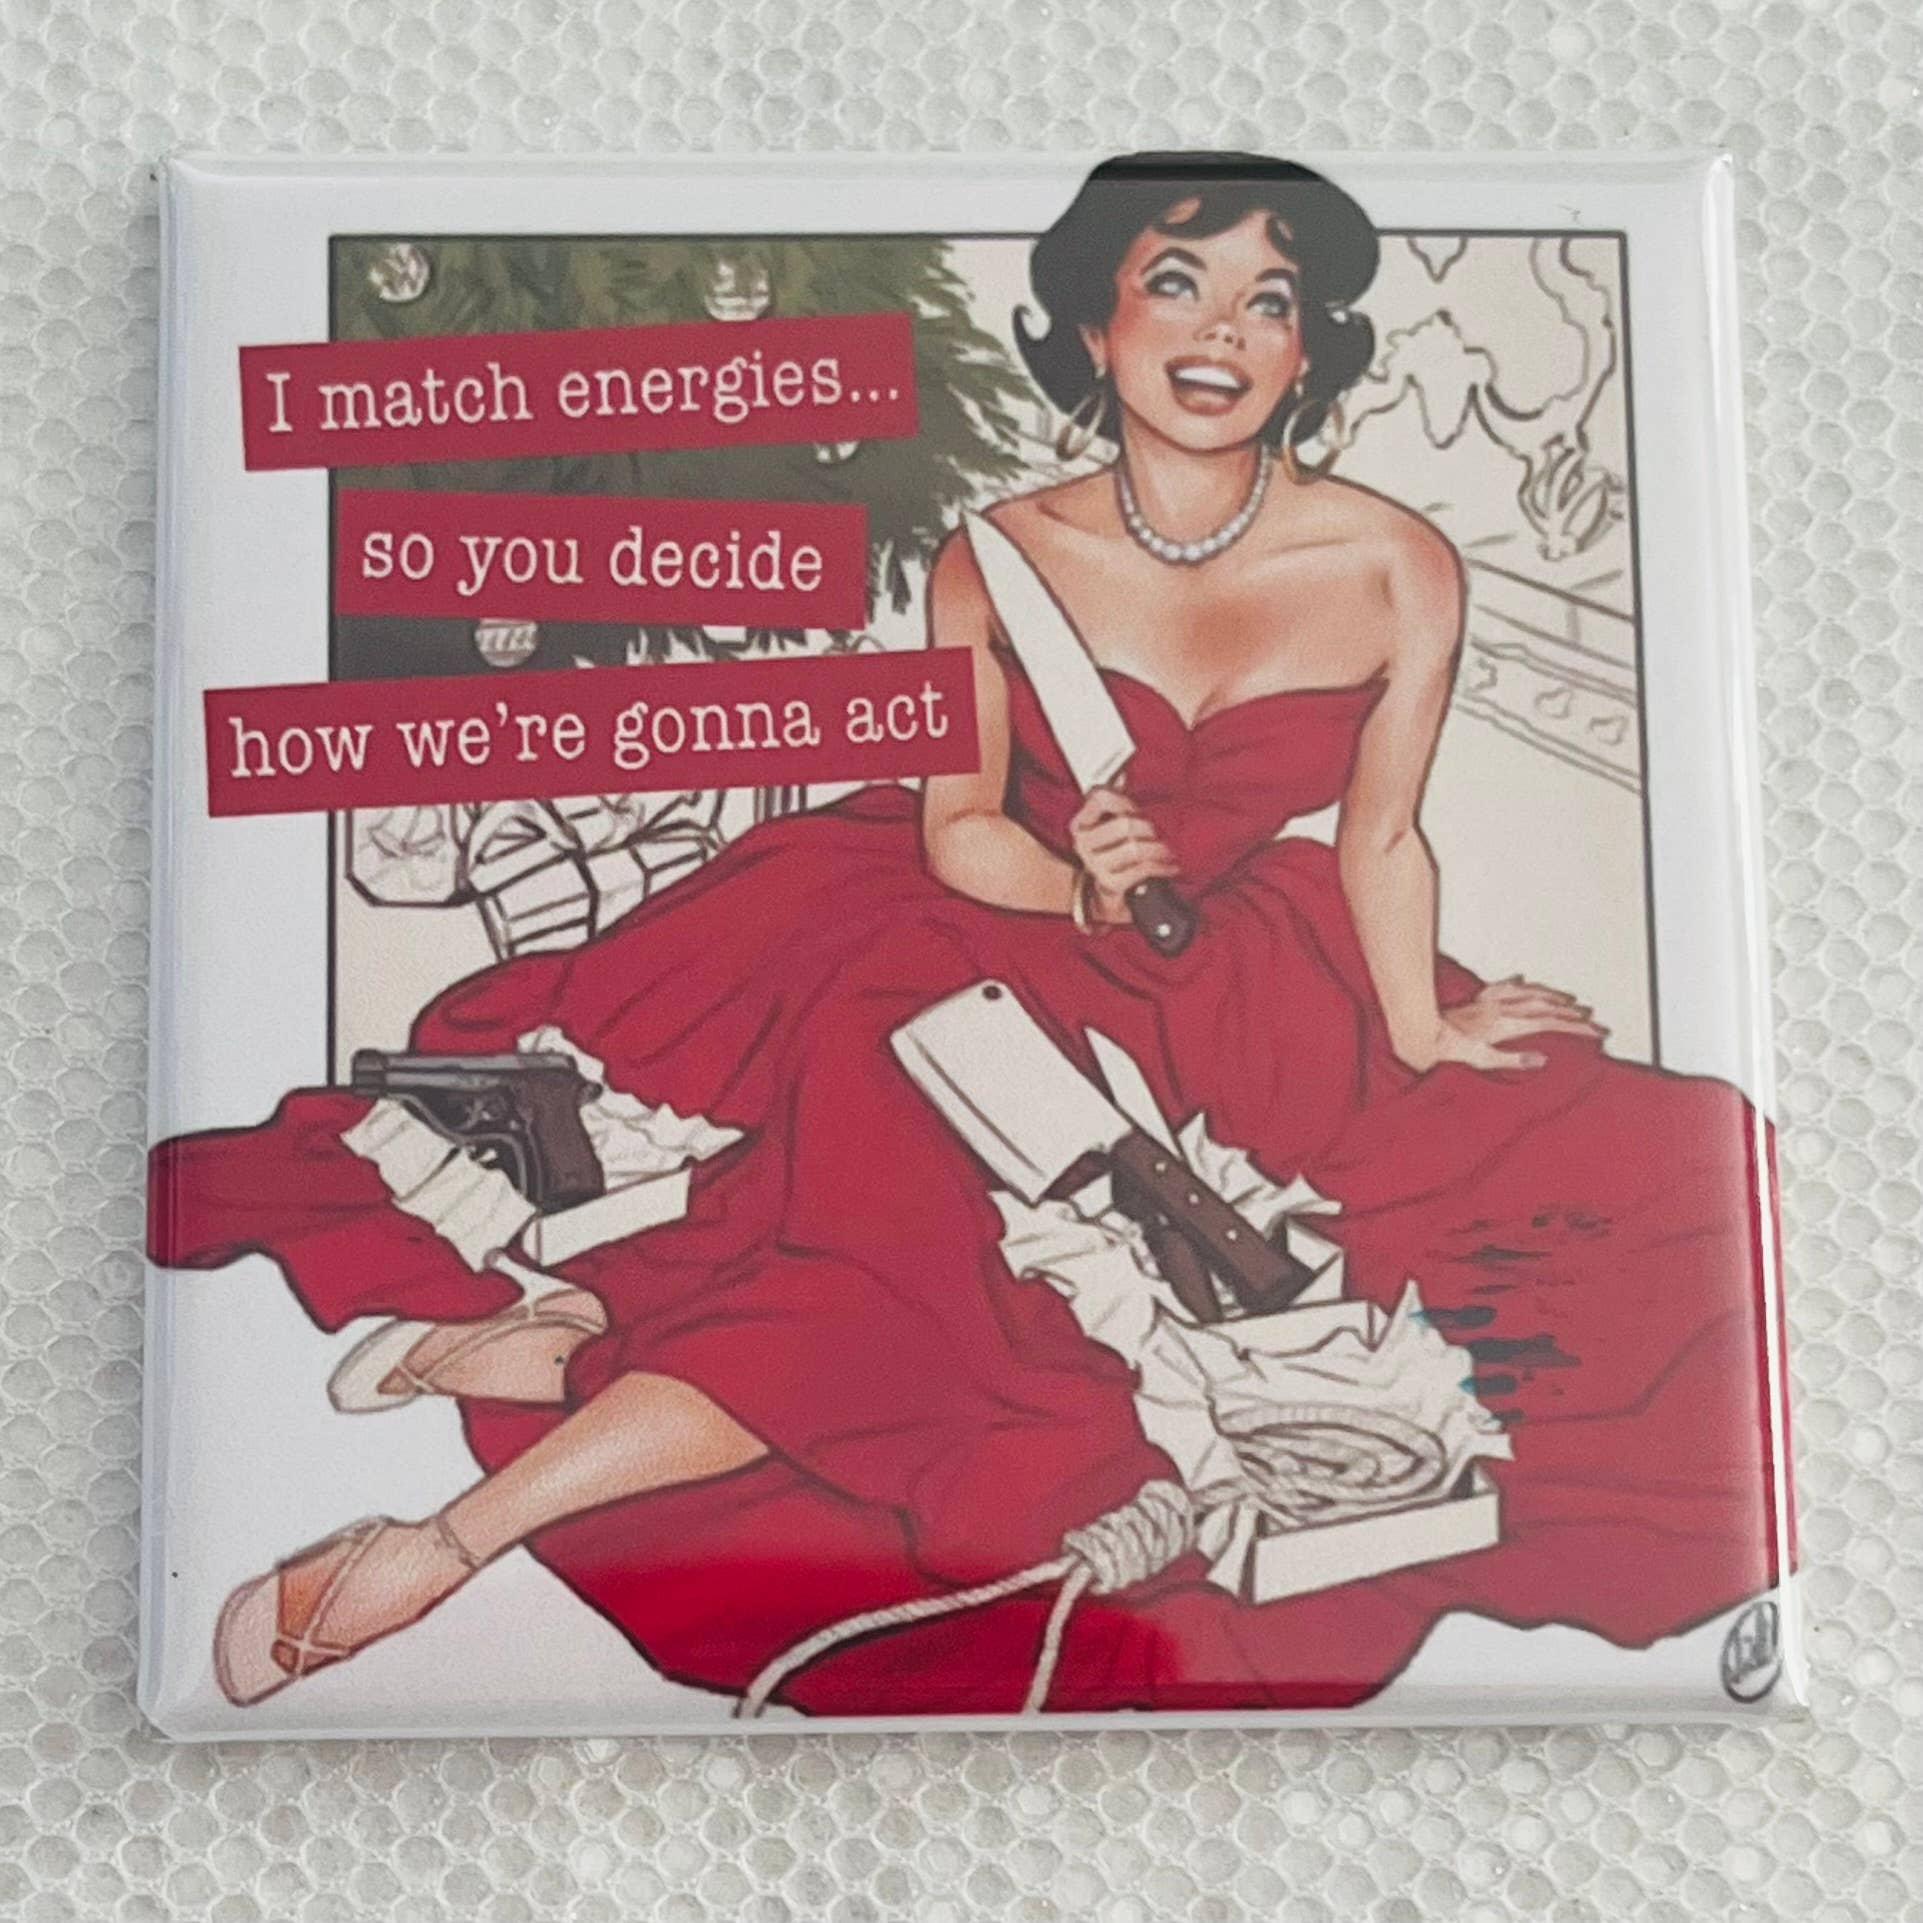 I match energies...
so you decide
how we're gonna act